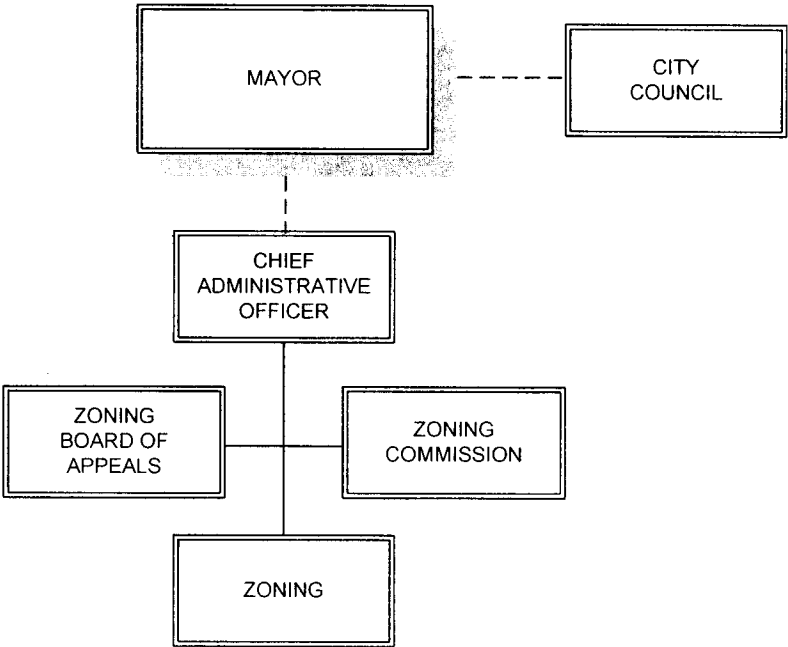 MAYOR
CITY
COUNCIL
CHIEF
ADMINISTRATIVE
OFFICER
ZONING
BOARD OF
APPEALS
ZONING
COMMISSION
ZONING